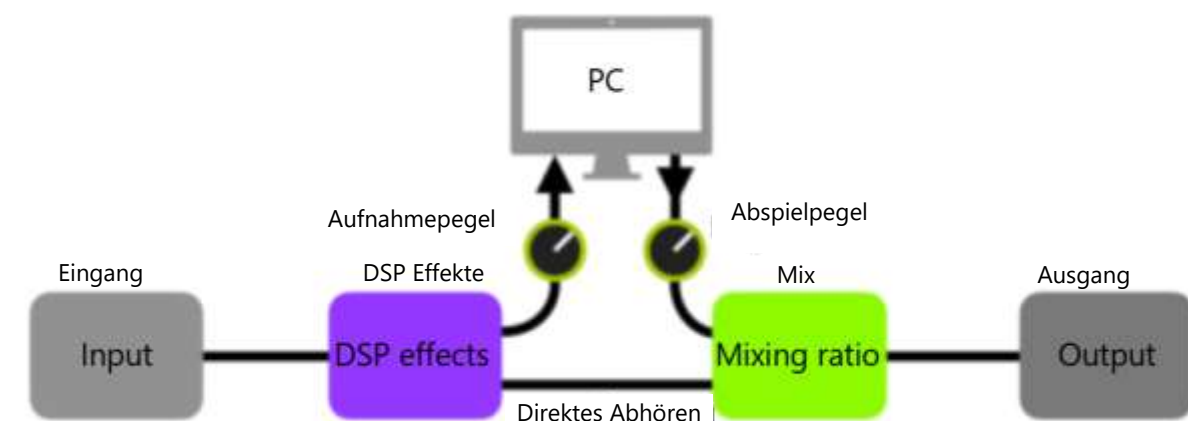 PC
Aufnahmepegel
Abspielpegel
Eingang
DSP Effekte
Mix
Ausgang
Input
DSP effects
Mixing ratio
Output
Direktes Abhören